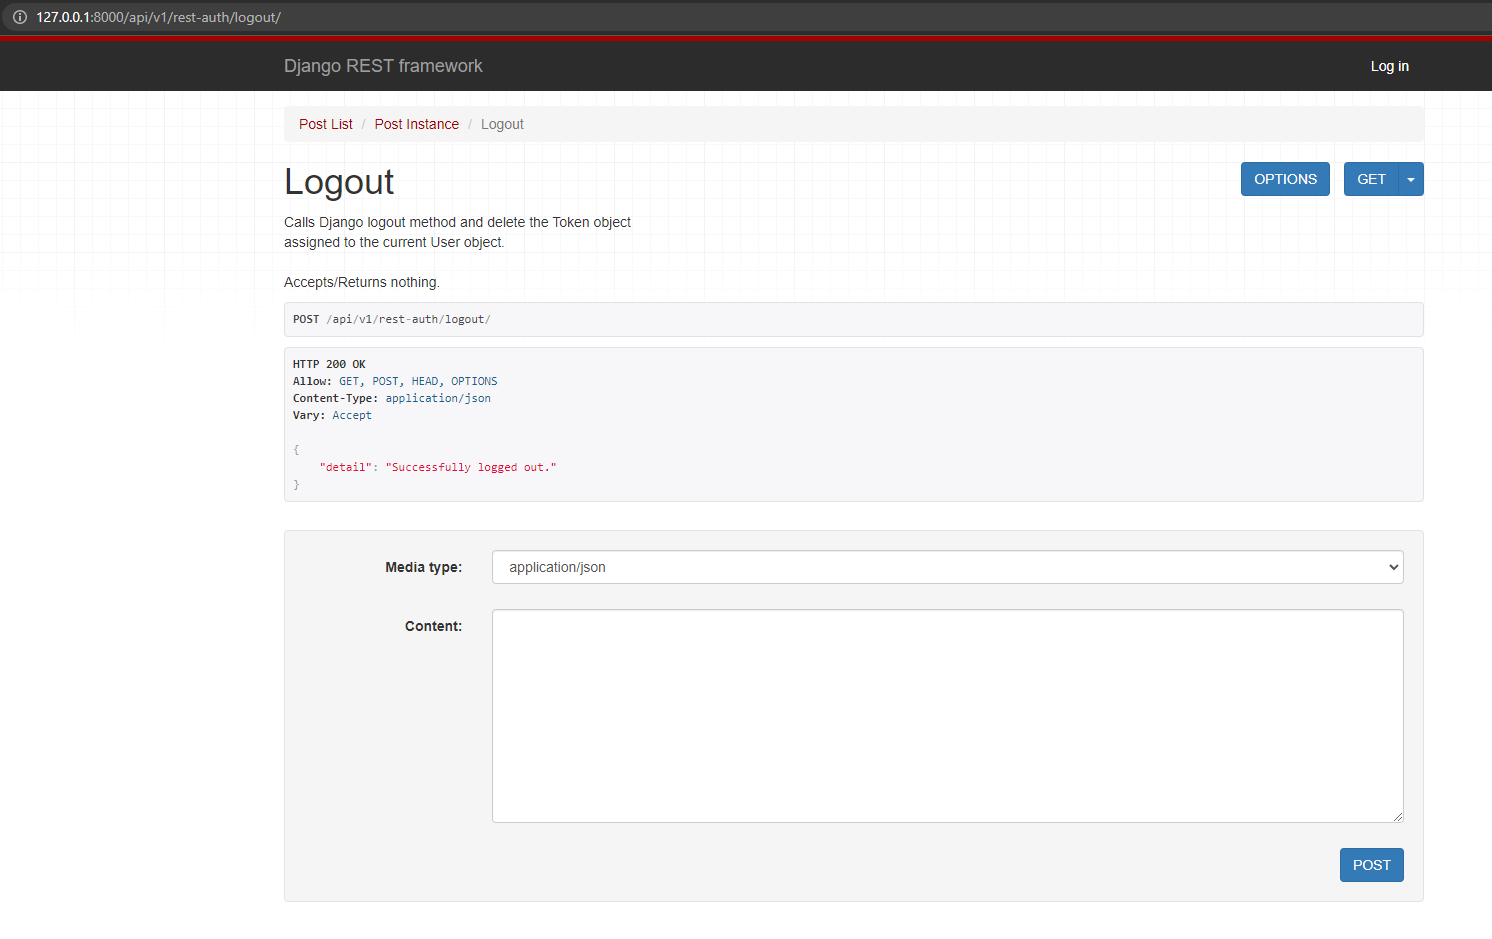 127.0.0.1:8000/api/v1/rest-auth/logout/
Django REST framework
Log in
Post List / Post Instance / Logout
Logout
OPTIONS
GET
Calls Django logout method and delete the Token object
assigned to the current User object.
Accepts/Returns nothing.
POST /api/v1/rest-auth/logout/
HTTP 200 OK
Allow: GET, POST, HEAD, OPTIONS
Content-Type: application/json
Vary: Accept
{
"detail": "Successfully logged out."
}
Media type:
application/json
Content:
POST